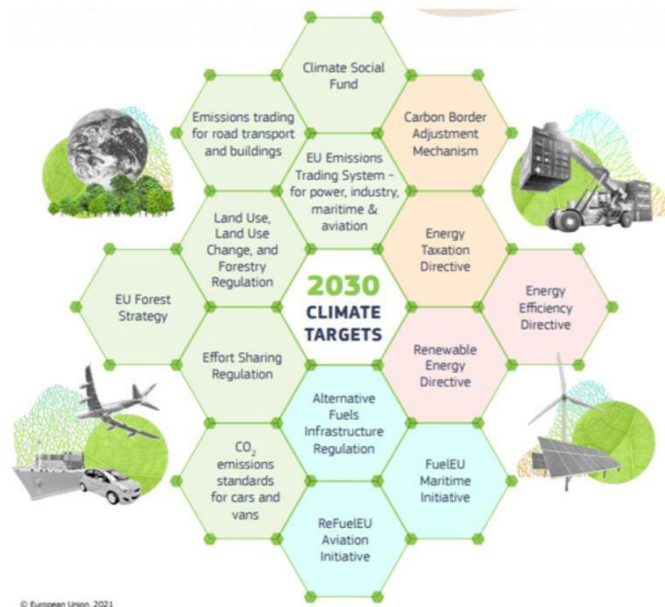 Climate Social
Fund
Emissions trading
for road transport
and buildings
Carbon Border
Adjustment
Mechanism
EU Emissions
Trading System -
for power, industry,
maritime &
aviation
Land Use,
Land Use
Change, and
Forestry
Regulation
Energy
Taxation
Directive
EU Forest
Strategy
2030
CLIMATE
TARGETS
Energy
Efficiency
Directive
Effort Sharing
Regulation
Renewable
Energy
Directive
Alternative
Fuels
Infrastructure
Regulation
CO₂
emissions
standards
for cars and
vans
FuelEU
Maritime
Initiative
ReFuelEU
Aviation
Initiative
© European Union, 2021